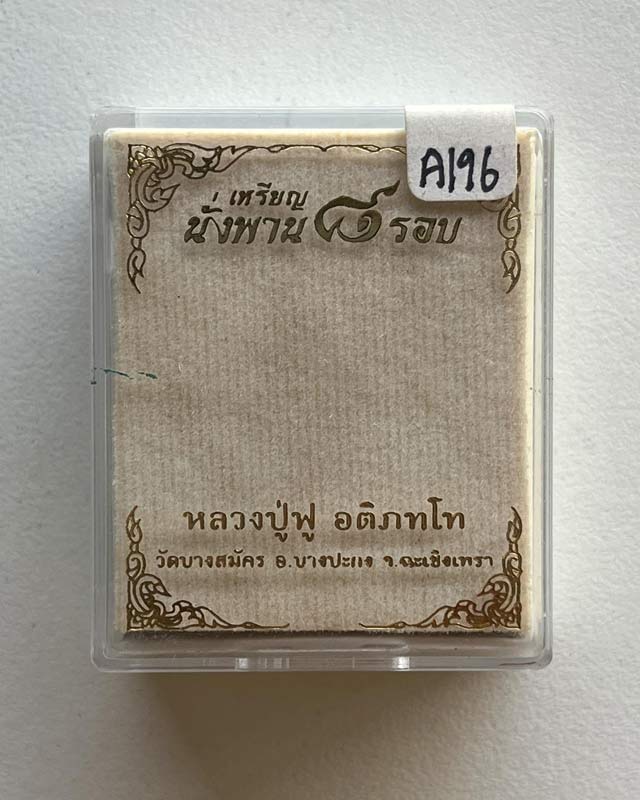 A196
เหรียญ
นั่งพาน ๘ รอบ
หลวงปู่ฟู อติภทฺโท
วัดบางสมัคร อ.บางปะกง จ.ฉะเชิงเทรา